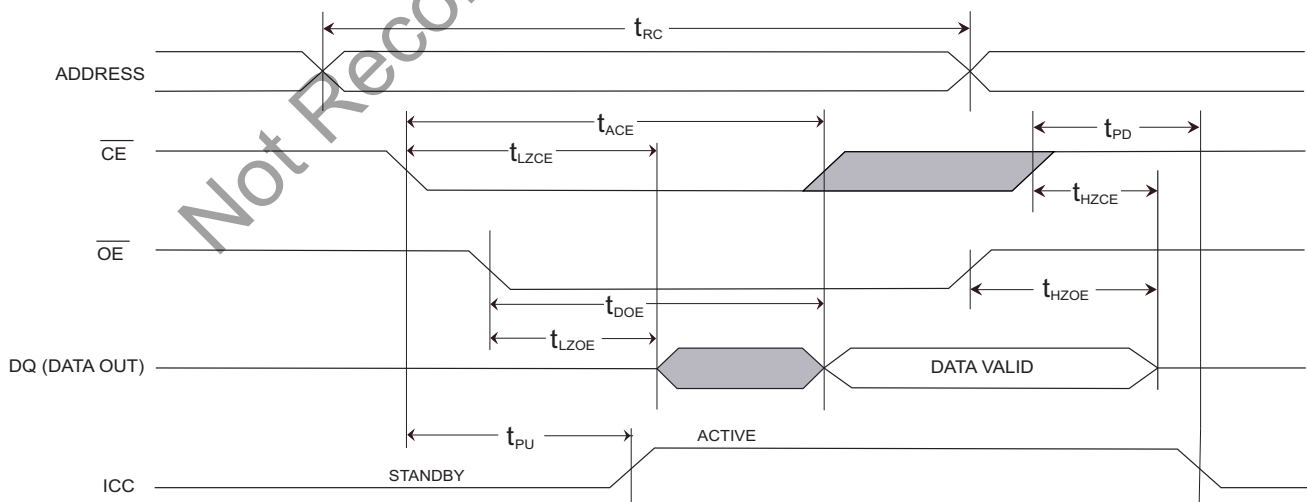 tRC
ADDRESS
tACE
tPD
CE
tLZCE
tHZCE
Not Recom
OE
tHZOE
tDOE
tLZOE
DQ (DATA OUT)
DATA VALID
tPU
ACTIVE
STANDBY
ICC